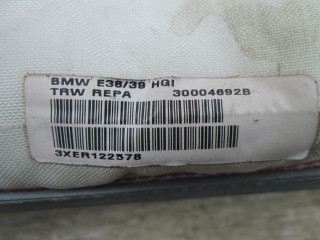 BMW E38/39 HGI
TRW REPA 30004692B
3XER122578